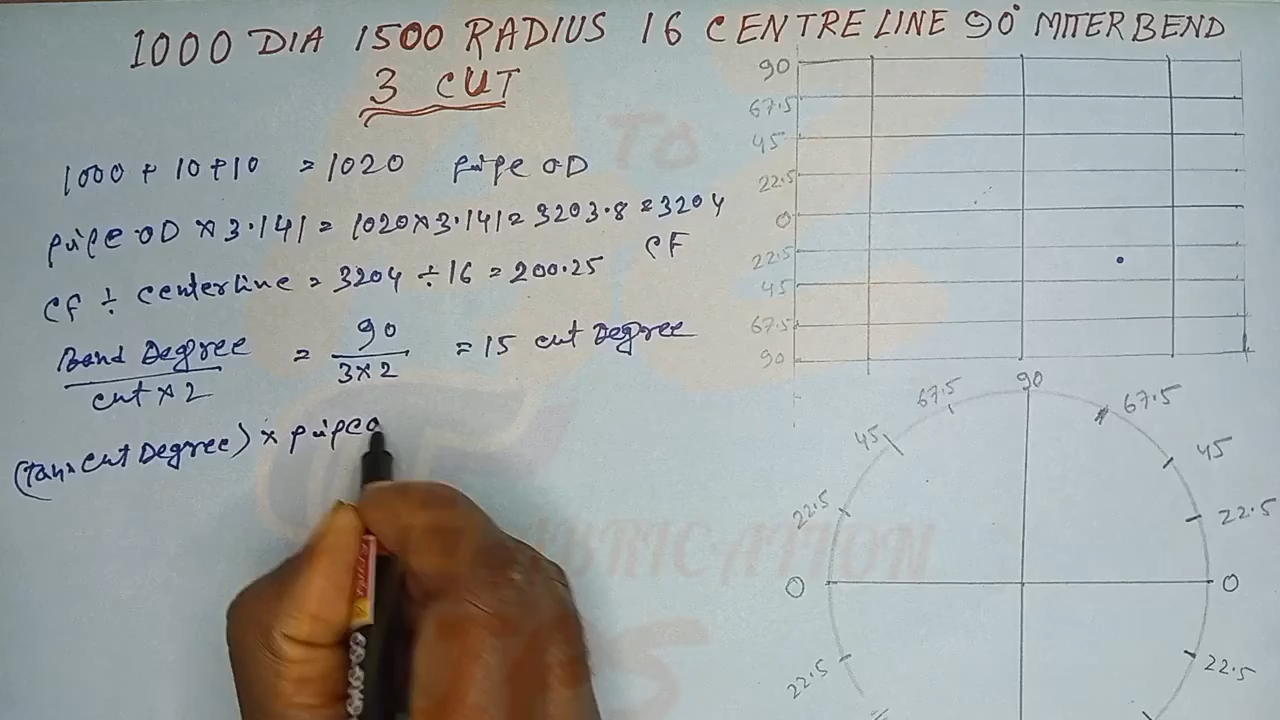 1000 DIA 1500 RADIUS 16 CENTRE LINE 90° MITER BEND
3 CUT
1000 + 10 + 10 = 1020 pipe OD
pipe OD × 3.141 = 1020 × 3.141 = 3203.8 = 3204
CF
CF ÷ centerline = 3204 ÷ 16 = 200.25
Band Degree = 90 = 15 cut Degree
cut × 2 3×2
(tan × cut Degree) × pipe O
90
67.5
45
22.5
0
22.5
45
67.5
90
90
67.5 67.5
45 45
22.5 22.5
0 0
22.5 22.5
TO
FABRICATION